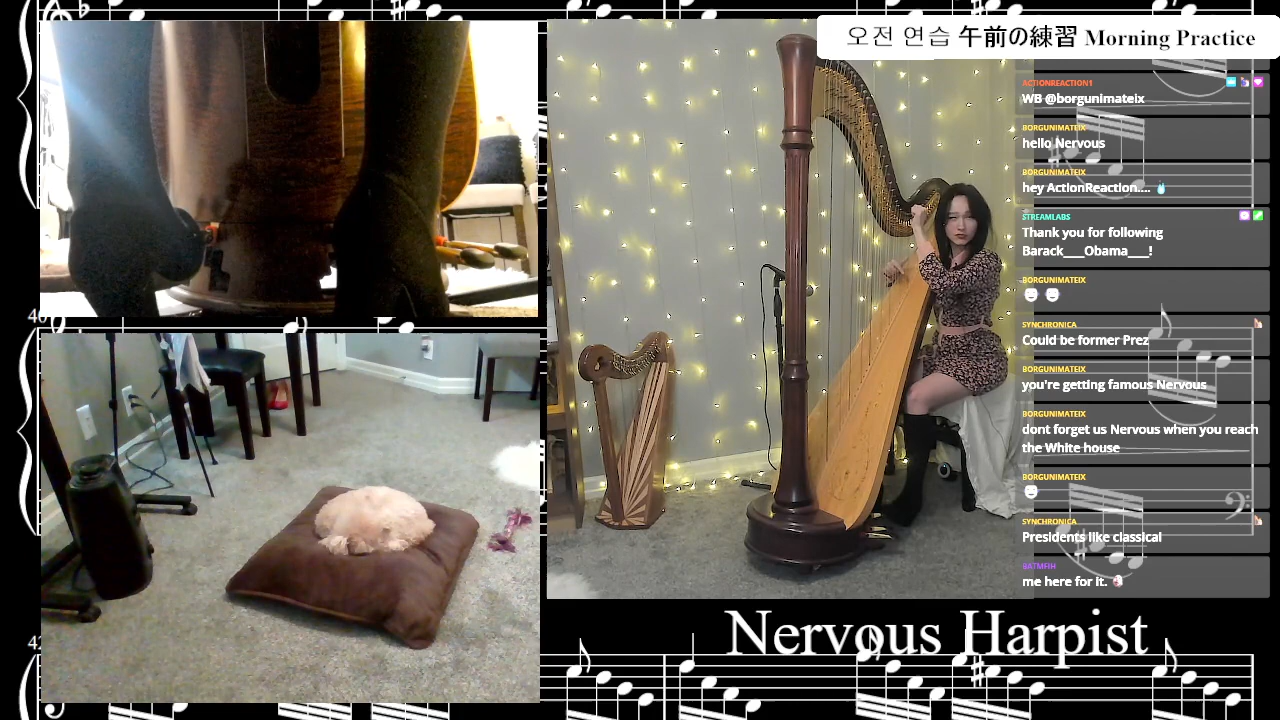 오전 연습 午前の練習 Morning Practice
ACTIONREACTION1
WB @borgunimateix
BORGUNIMATEIX
hello Nervous
BORGUNIMATEIX
hey ActionReaction....
STREAMLABS
Thank you for following
Barack___Obama___!
BORGUNIMATEIX
SYNCHRONICA
Could be former Prez
BORGUNIMATEIX
you're getting famous Nervous
BORGUNIMATEIX
dont forget us Nervous when you reach
the White house
BORGUNIMATEIX
SYNCHRONICA
Presidents like classical
BATMFIH
me here for it.
Nervous Harpist